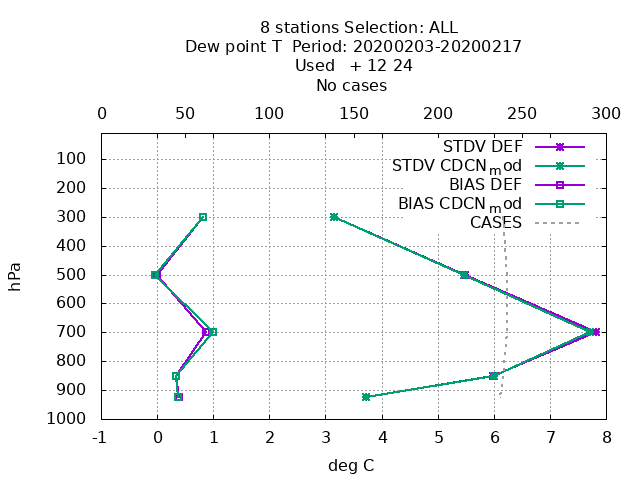 8 stations Selection: ALL
Dew point T  Period: 20200203-20200217
Used   + 12 24
No cases
0 50 100 150 200 250 300
STDV DEF
STDV CDCNmod
BIAS DEF
BIAS CDCNmod
CASES
100
200
300
400
500
600
700
800
900
1000
hPa
-1 0 1 2 3 4 5 6 7 8
deg C